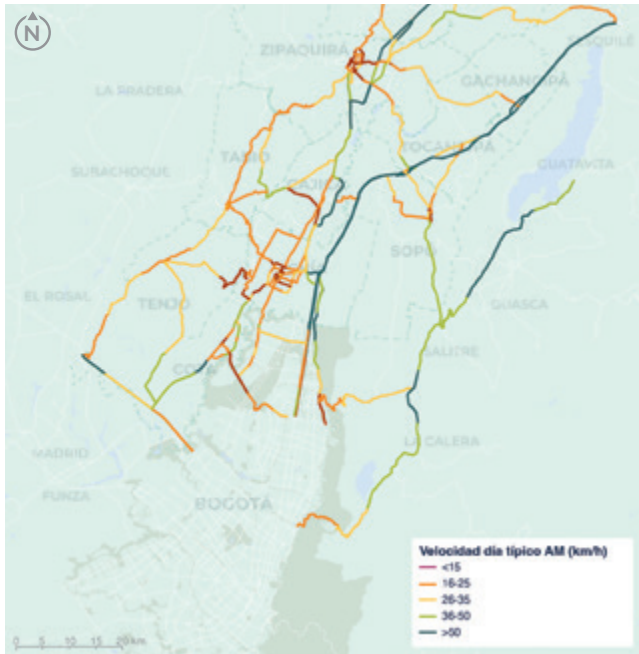 N
ZIPAQUIRÁ
SESQUILÉ
GACHANCIPÁ
LA PRADERA
TOCANCIPÁ
GUATAVITA
SUBACHOQUE
TABIO
CAJICÁ
SOPÓ
EL ROSAL
TENJO
GUASCA
COTA
LA CALERA
MADRID
FUNZA
BOGOTÁ
Velocidad día típico AM (km/h)
<15
16-25
26-35
36-50
>50
0 5 10 15 20 km